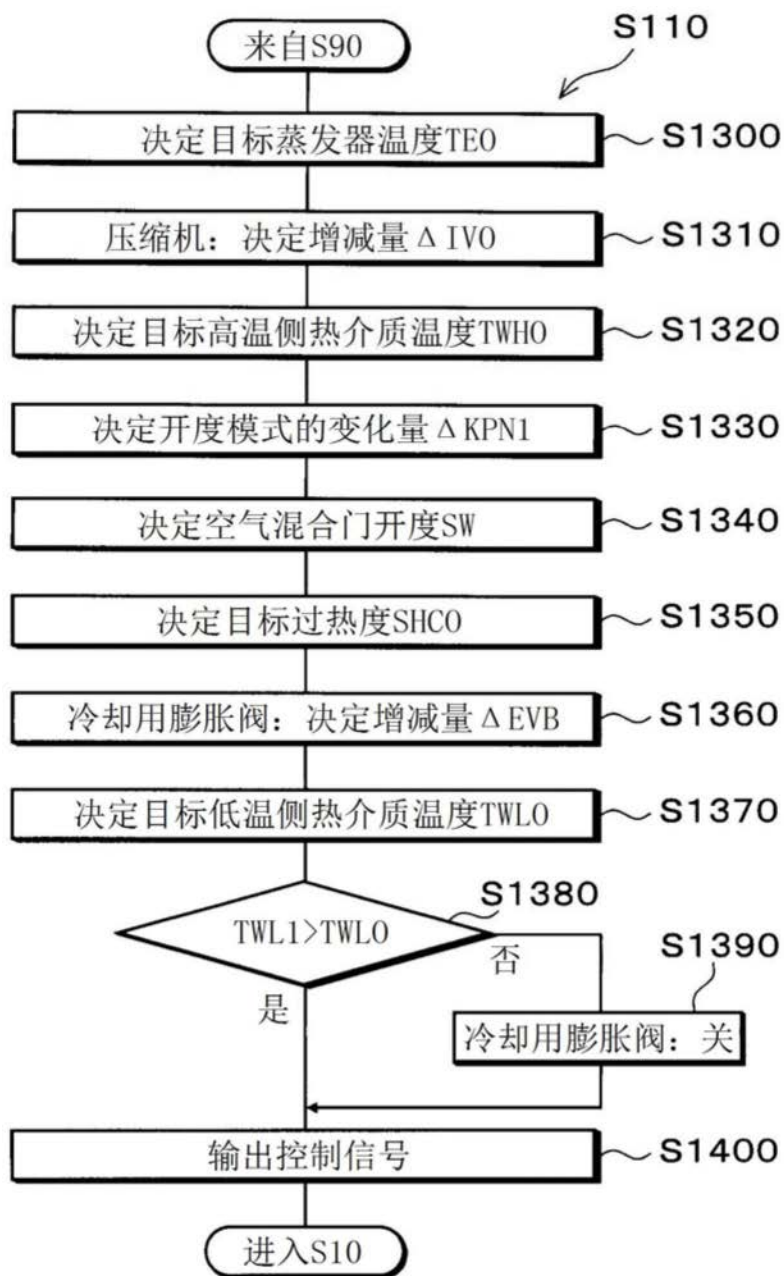 来自S90
S110
决定目标蒸发器温度TEO
S1300
压缩机：决定增减量ΔIVO
S1310
决定目标高温侧热介质温度TWHO
S1320
决定开度模式的变化量ΔKPN1
S1330
决定空气混合门开度SW
S1340
决定目标过热度SHCO
S1350
冷却用膨胀阀：决定增减量ΔEVB
S1360
决定目标低温侧热介质温度TWLO
S1370
TWL1>TWLO
S1380
否
是
S1390
冷却用膨胀阀：关
输出控制信号
S1400
进入S10